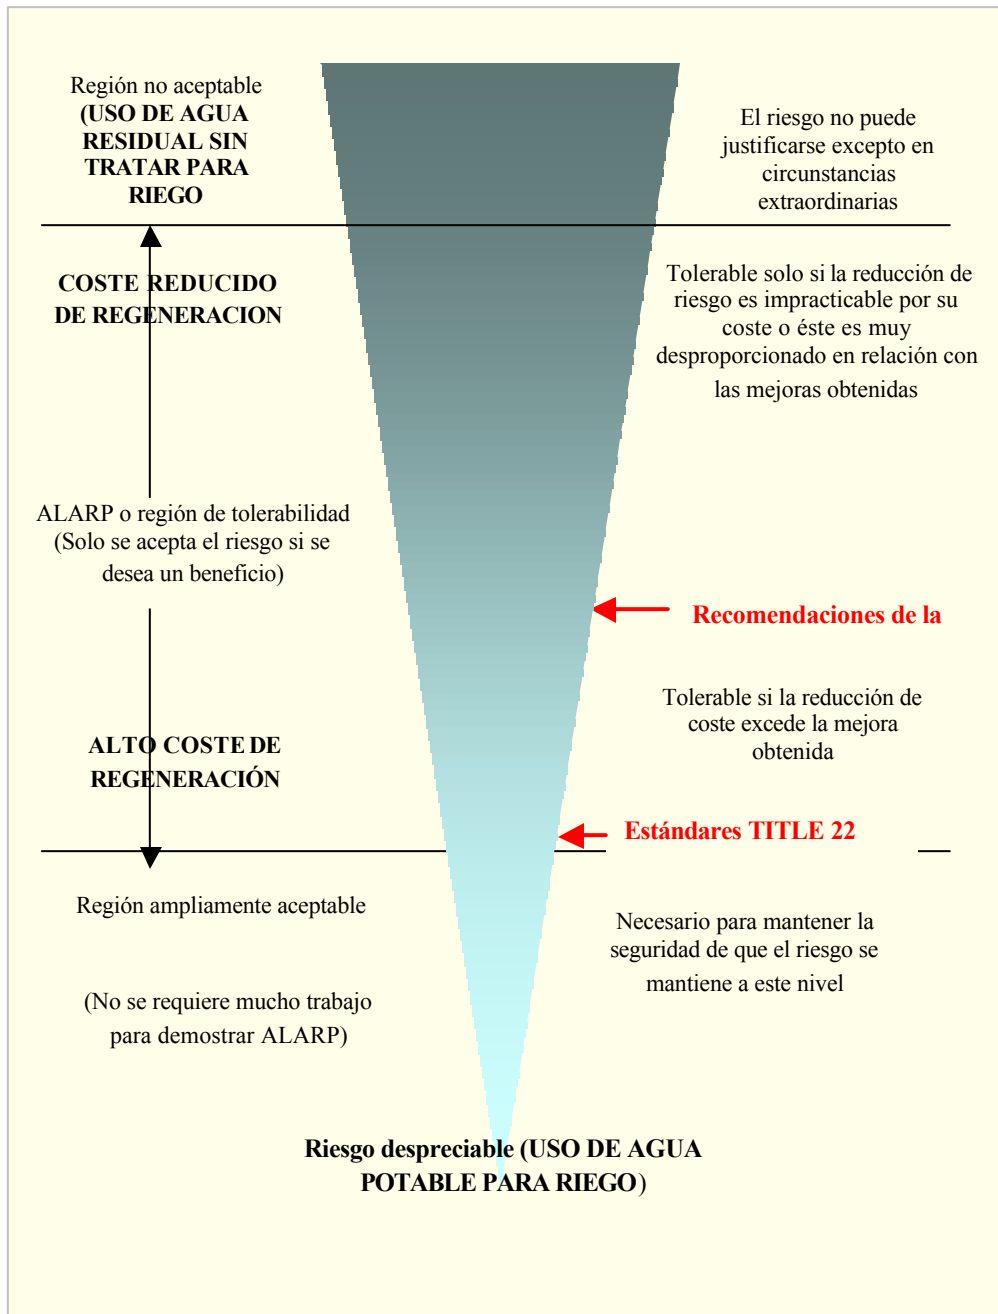 Región no aceptable
(USO DE AGUA
RESIDUAL SIN
TRATAR PARA
RIEGO
El riesgo no puede
justificarse excepto en
circunstancias
extraordinarias
COSTE REDUCIDO
DE REGENERACION
Tolerable solo si la reducción de
riesgo es impracticable por su
coste o éste es muy
desproporcionado en relación con
las mejoras obtenidas
ALARP o región de tolerabilidad
(Solo se acepta el riesgo si se
desea un beneficio)
Recomendaciones de la
Tolerable si la reducción de
coste excede la mejora
obtenida
ALTO COSTE DE
REGENERACIÓN
Estándares TITLE 22
Región ampliamente aceptable
(No se requiere mucho trabajo
para demostrar ALARP)
Necesario para mantener la
seguridad de que el riesgo se
mantiene a este nivel
Riesgo despreciable (USO DE AGUA
POTABLE PARA RIEGO)